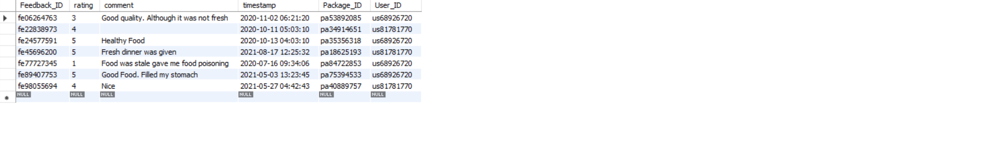 Feedback_ID rating comment timestamp Package_ID User_ID
fe06264763 3 Good quality. Although it was not fresh 2020-11-02 06:21:20 pa53892085 us68926720
fe22838973 4 2020-10-11 05:03:10 pa34914651 us81781770
fe24577591 5 Healthy Food 2020-10-13 04:03:10 pa35356318 us68926720
fe45696200 5 Fresh dinner was given 2021-08-17 12:25:32 pa18625193 us81781770
fe77727345 1 Food was stale gave me food poisoning 2020-07-16 09:34:06 pa84722853 us68926720
fe89407753 5 Good Food. Filled my stomach 2021-05-03 13:23:45 pa75394533 us68926720
fe98055694 4 Nice 2021-05-27 04:42:43 pa40889757 us81781770
NULL NULL NULL NULL NULL NULL